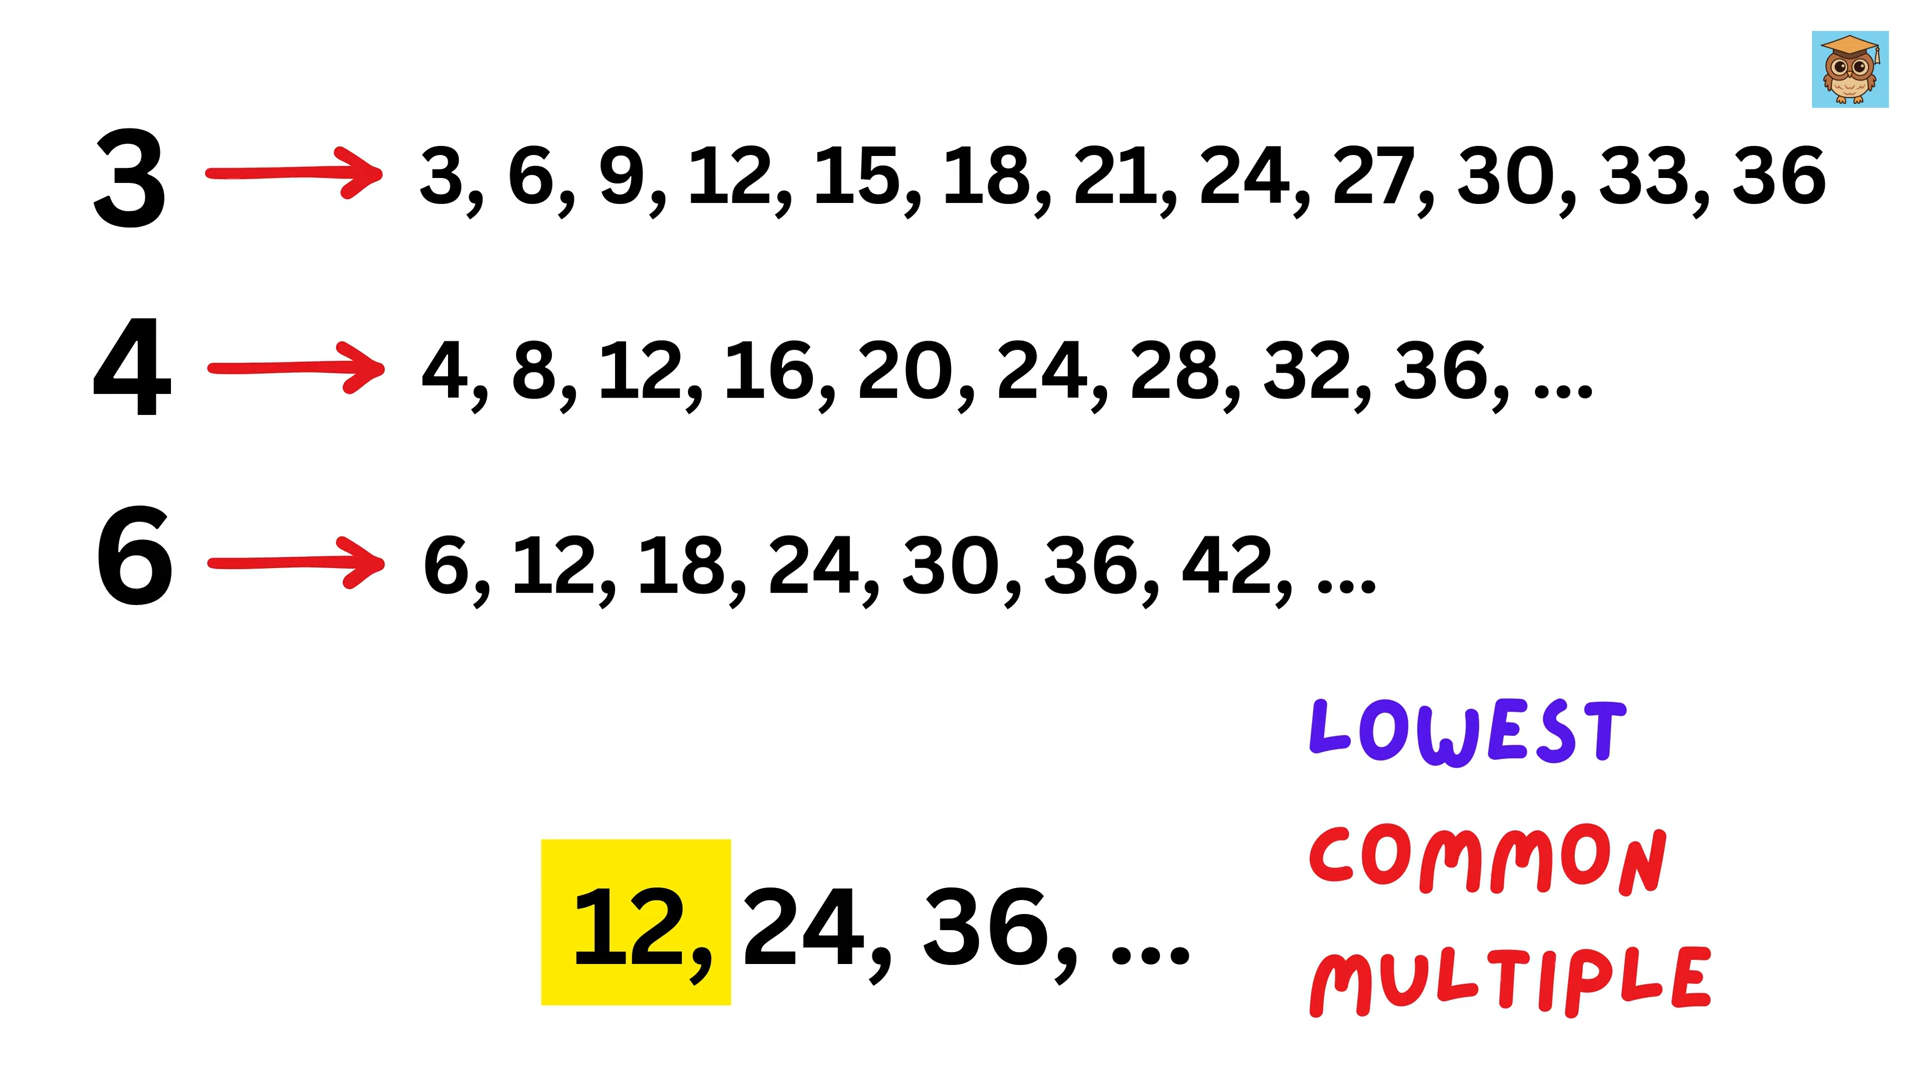 3 3, 6, 9, 12, 15, 18, 21, 24, 27, 30, 33, 36
4 4, 8, 12, 16, 20, 24, 28, 32, 36, ...
6 6, 12, 18, 24, 30, 36, 42, ...
LOWEST
COMMON
12, 24, 36, ...
MULTIPLE